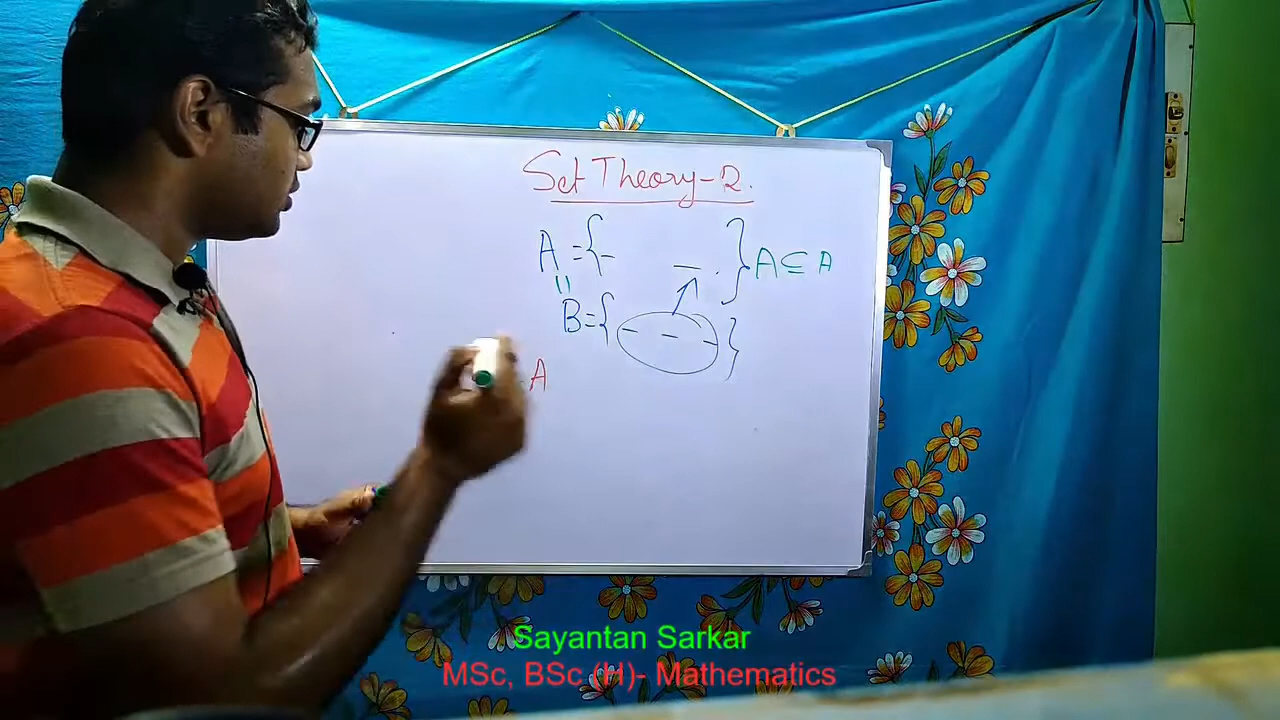 Set Theory-2.
A = { — — . } A ⊆ A
=
B = { — — — }
A
Sayantan Sarkar
MSc, BSc (H)- Mathematics